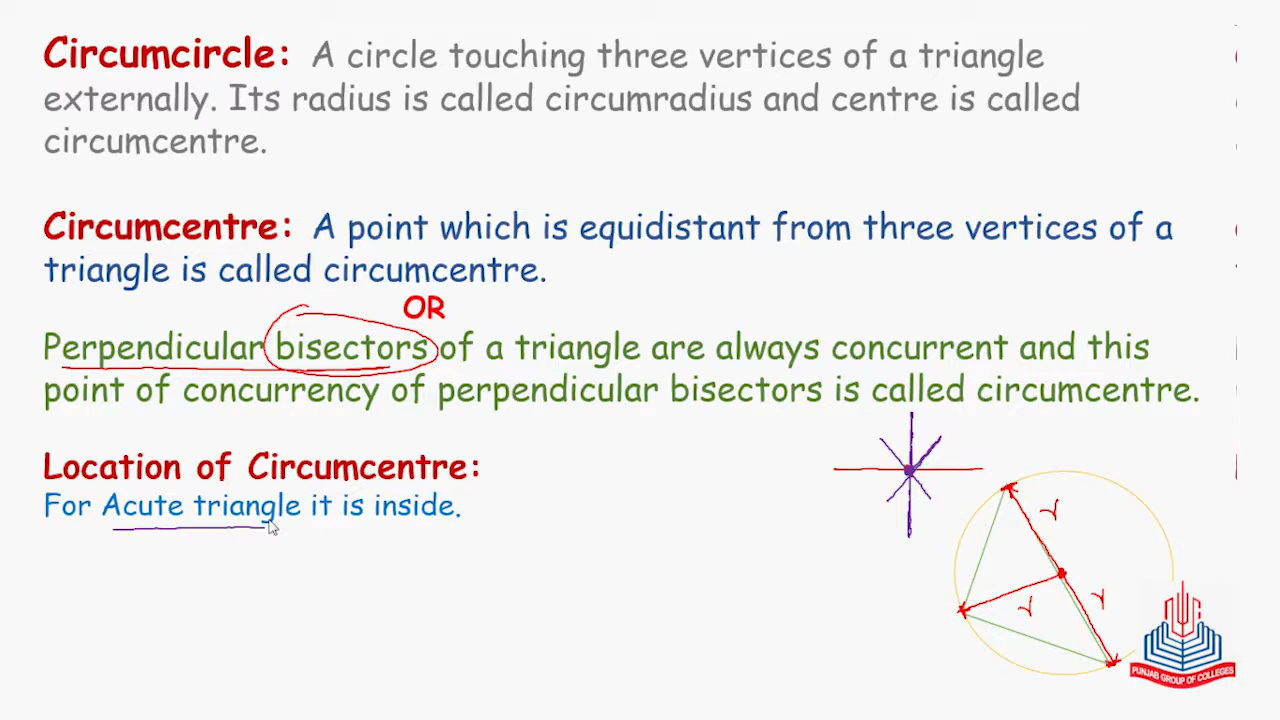 Circumcircle: A circle touching three vertices of a triangle
externally. Its radius is called circumradius and centre is called
circumcentre.
Circumcentre: A point which is equidistant from three vertices of a
triangle is called circumcentre.
OR
Perpendicular bisectors of a triangle are always concurrent and this
point of concurrency of perpendicular bisectors is called circumcentre.
Location of Circumcentre:
For Acute triangle it is inside.
r
r
r
PUNJAB GROUP OF COLLEGES